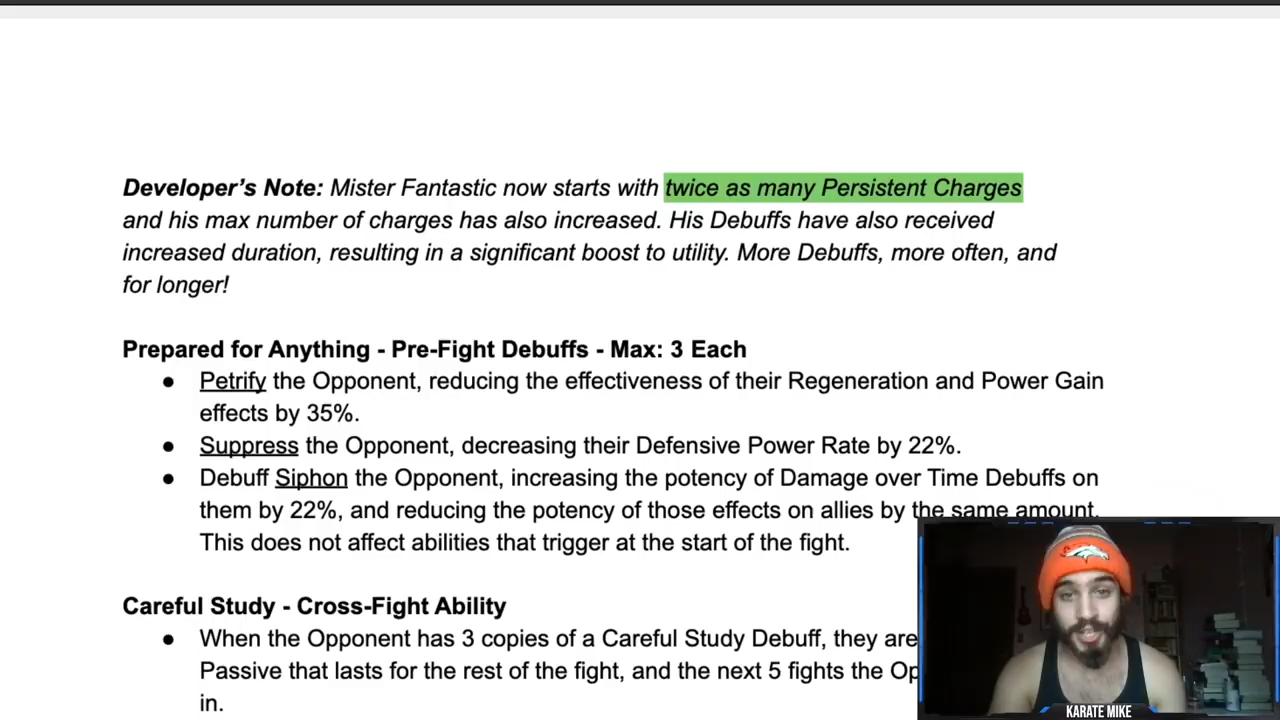 Developer’s Note: Mister Fantastic now starts with twice as many Persistent Charges
and his max number of charges has also increased. His Debuffs have also received
increased duration, resulting in a significant boost to utility. More Debuffs, more often, and
for longer!
Prepared for Anything - Pre-Fight Debuffs - Max: 3 Each
● Petrify the Opponent, reducing the effectiveness of their Regeneration and Power Gain
effects by 35%.
● Suppress the Opponent, decreasing their Defensive Power Rate by 22%.
● Debuff Siphon the Opponent, increasing the potency of Damage over Time Debuffs on
them by 22%, and reducing the potency of those effects on allies by the same amount.
This does not affect abilities that trigger at the start of the fight.
Careful Study - Cross-Fight Ability
● When the Opponent has 3 copies of a Careful Study Debuff, they are
Passive that lasts for the rest of the fight, and the next 5 fights the Op
in.
KARATE MIKE